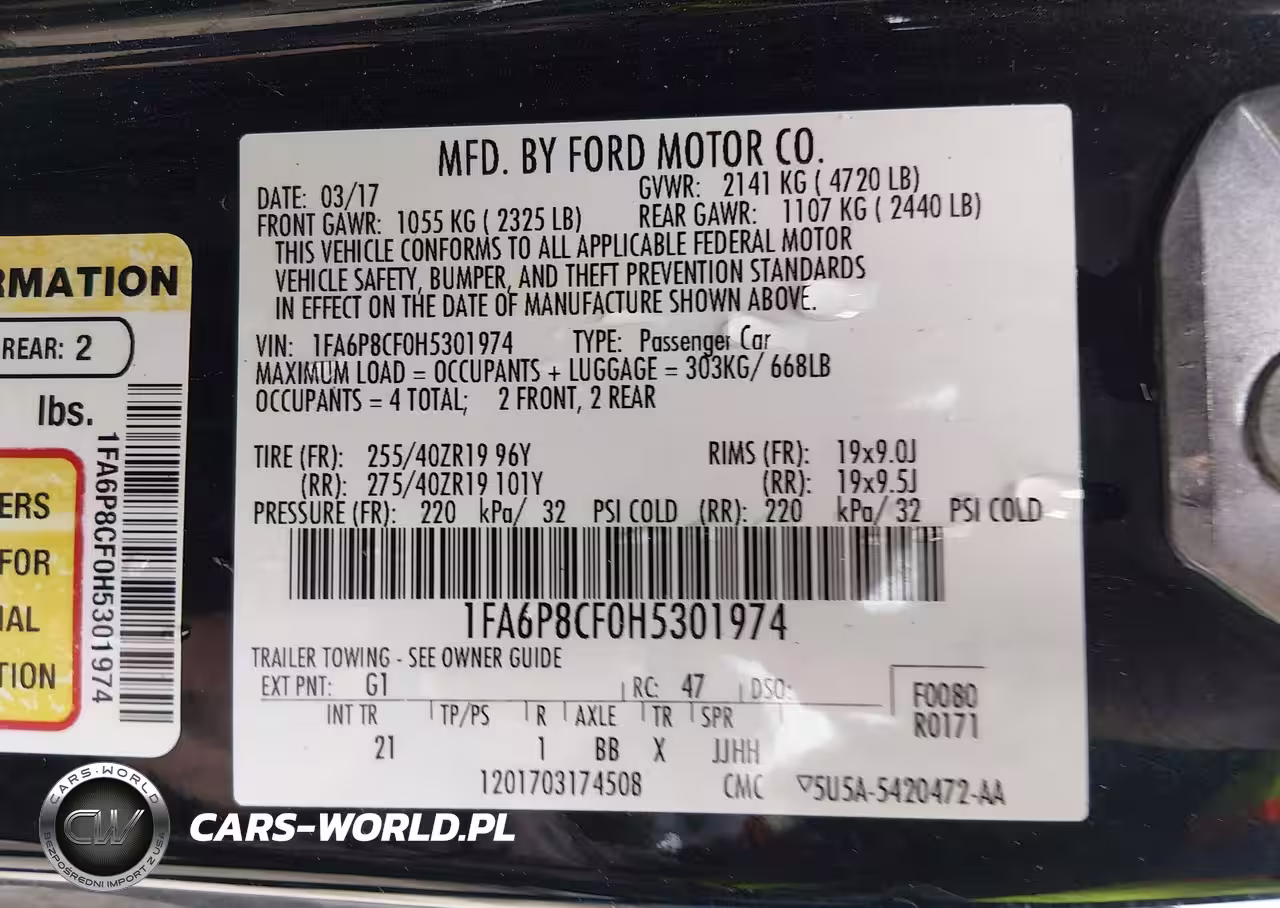 MFD. BY FORD MOTOR CO.
DATE: 03/17
GVWR: 2141 KG ( 4720 LB)
FRONT GAWR: 1055 KG ( 2325 LB)
REAR GAWR: 1107 KG ( 2440 LB)
THIS VEHICLE CONFORMS TO ALL APPLICABLE FEDERAL MOTOR
VEHICLE SAFETY, BUMPER, AND THEFT PREVENTION STANDARDS
IN EFFECT ON THE DATE OF MANUFACTURE SHOWN ABOVE.
VIN: 1FA6P8CF0H5301974 TYPE: Passenger Car
MAXIMUM LOAD = OCCUPANTS + LUGGAGE = 303KG/ 668LB
OCCUPANTS = 4 TOTAL; 2 FRONT, 2 REAR
TIRE (FR): 255/40ZR19 96Y RIMS (FR): 19x9.0J
(RR): 275/40ZR19 101Y (RR): 19x9.5J
PRESSURE (FR): 220 kPa/ 32 PSI COLD (RR): 220 kPa/ 32 PSI COLD
1FA6P8CF0H5301974
TRAILER TOWING - SEE OWNER GUIDE
EXT PNT: G1 RC: 47 DSO:
F0080
R0171
INT TR TP/PS R AXLE TR SPR
21 1 BB X JJHH
1201703174508 CMC ▽5U5A-5420472-AA
RMATION
REAR: 2
lbs.
1FA6P8CF0H5301974
ERS
FOR
IAL
TION
CARS-WORLD
CW
BEZPOŚREDNI IMPORT Z USA
CARS-WORLD.PL